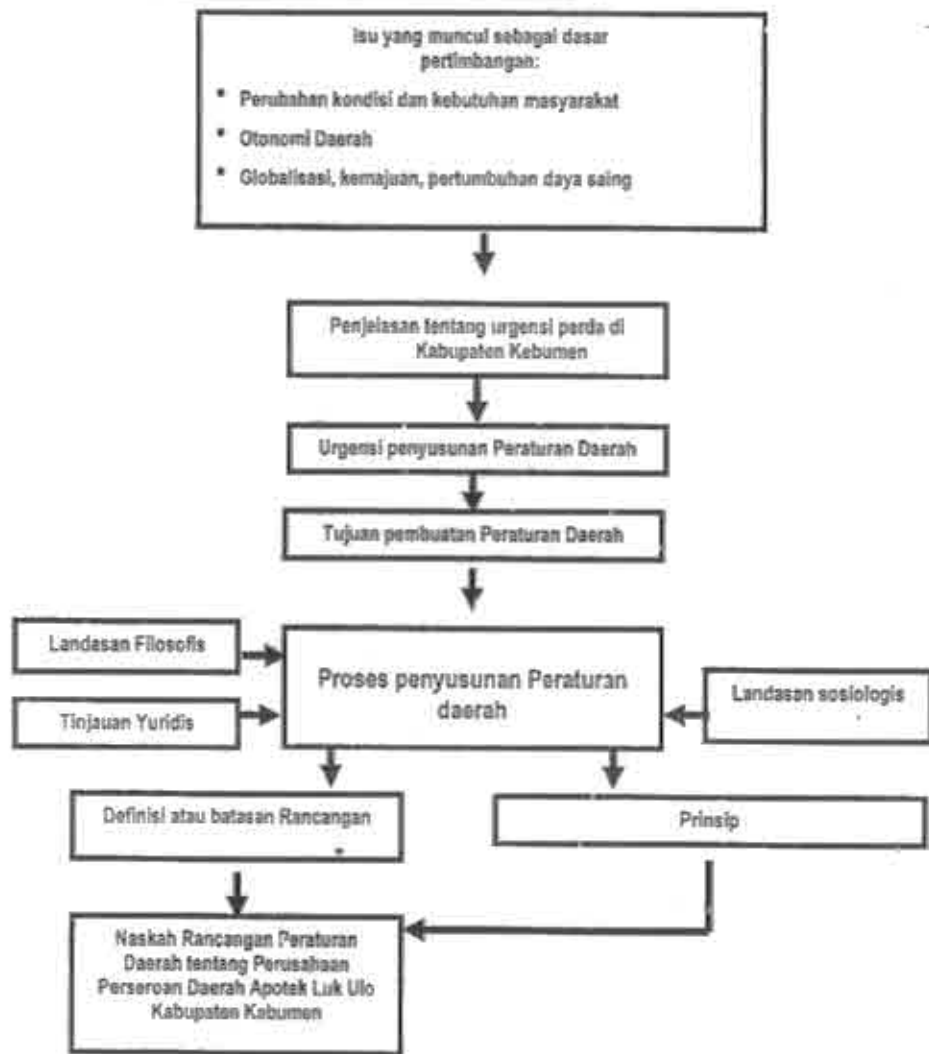 Isu yang muncul sebagai dasar
pertimbangan:
* Perubahan kondisi dan kebutuhan masyarakat
* Otonomi Daerah
* Globalisasi, kemajuan, pertumbuhan daya saing
Penjelasan tentang urgensi perda di
Kabupaten Kebumen
Urgensi penyusunan Peraturan Daerah
Tujuan pembuatan Peraturan Daerah
Landasan Filosofis
Proses penyusunan Peraturan
daerah
Landasan sosiologis
Tinjauan Yuridis
Definisi atau batasan Rancangan
Prinsip
Naskah Rancangan Peraturan
Daerah tentang Perusahaan
Perseroan Daerah Apotek Luk Ulo
Kabupaten Kebumen